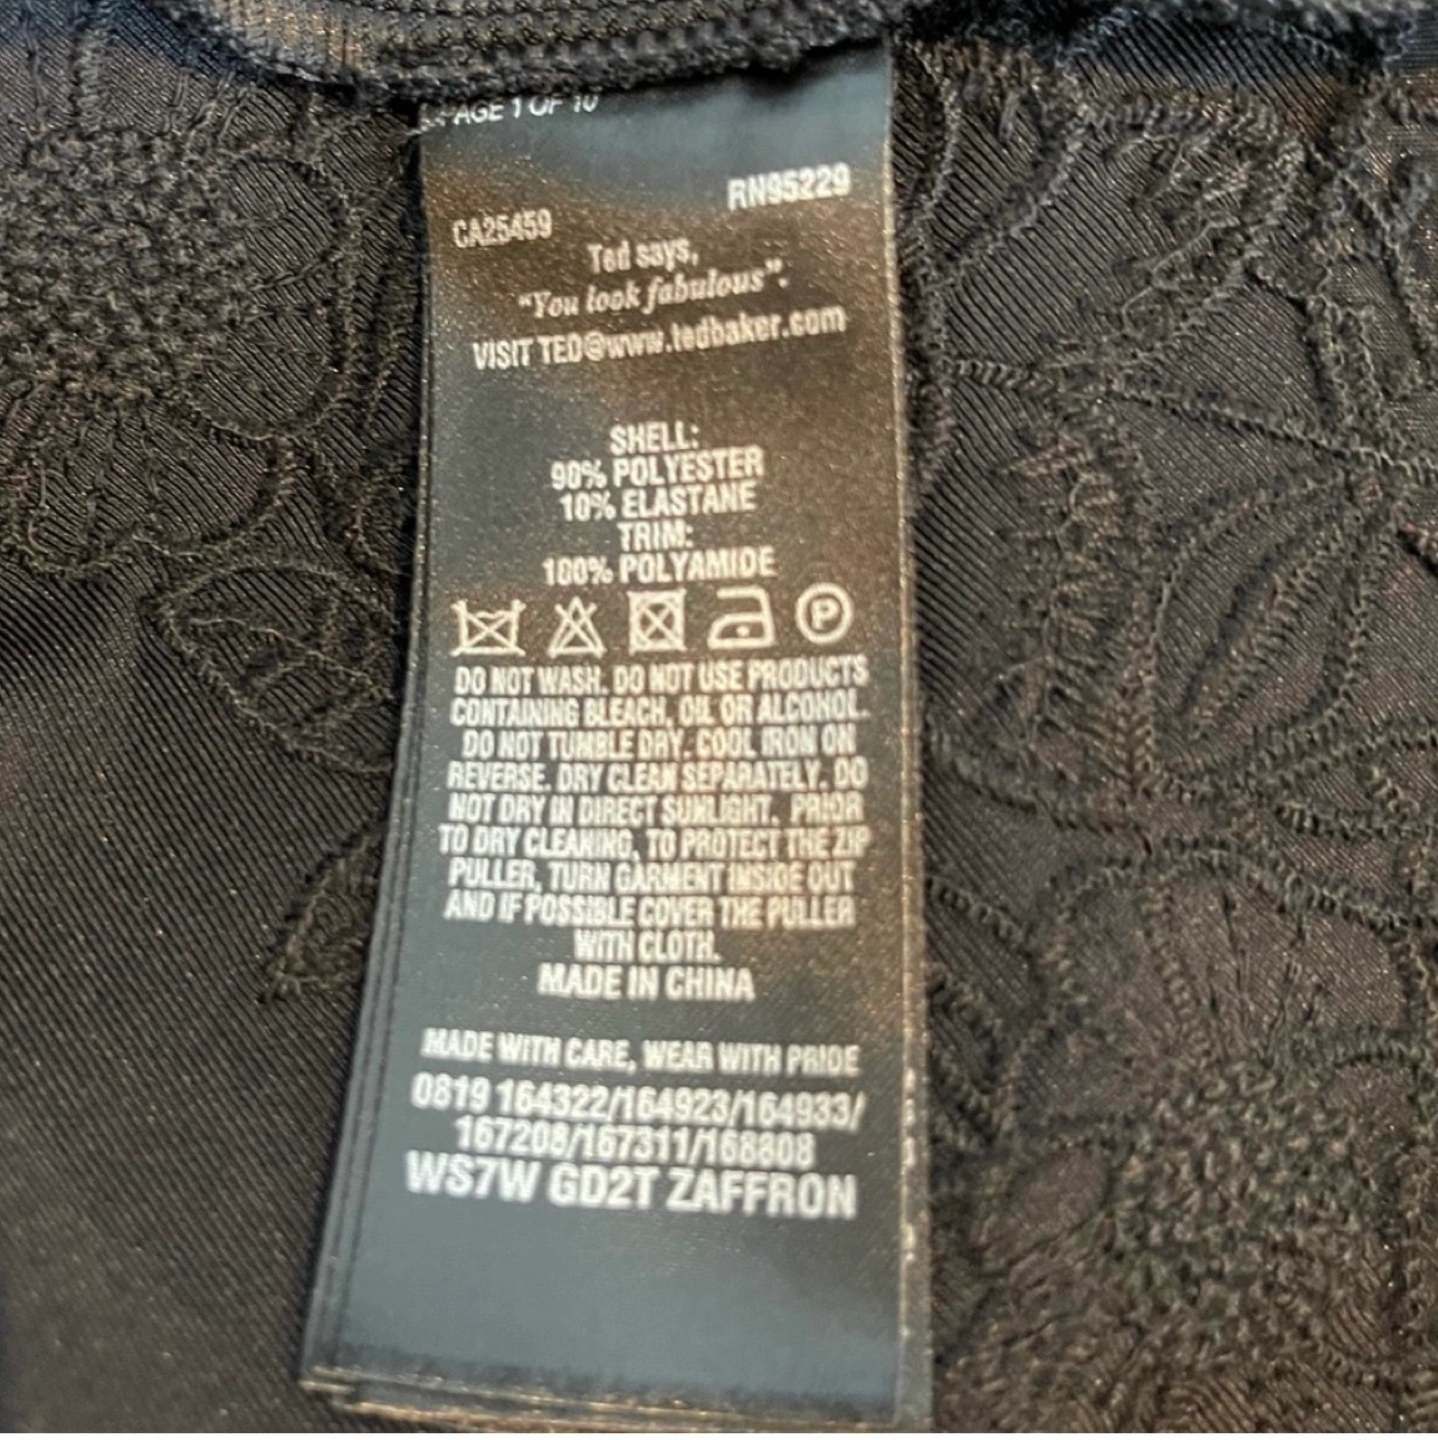 PAGE 1 OF 10
RN95229
CA25459
Ted says,
"You look fabulous".
VISIT TED@www.tedbaker.com
SHELL:
90% POLYESTER
10% ELASTANE
TRIM:
100% POLYAMIDE
P
DO NOT WASH. DO NOT USE PRODUCTS
CONTAINING BLEACH, OIL OR ALCOHOL.
DO NOT TUMBLE DRY. COOL IRON ON
REVERSE. DRY CLEAN SEPARATELY. DO
NOT DRY IN DIRECT SUNLIGHT. PRIOR
TO DRY CLEANING, TO PROTECT THE ZIP
PULLER, TURN GARMENT INSIDE OUT
AND IF POSSIBLE COVER THE PULLER
WITH CLOTH.
MADE IN CHINA
MADE WITH CARE, WEAR WITH PRIDE
0819 164322/164923/164933/
167208/167311/168808
WS7W GD2T ZAFFRON